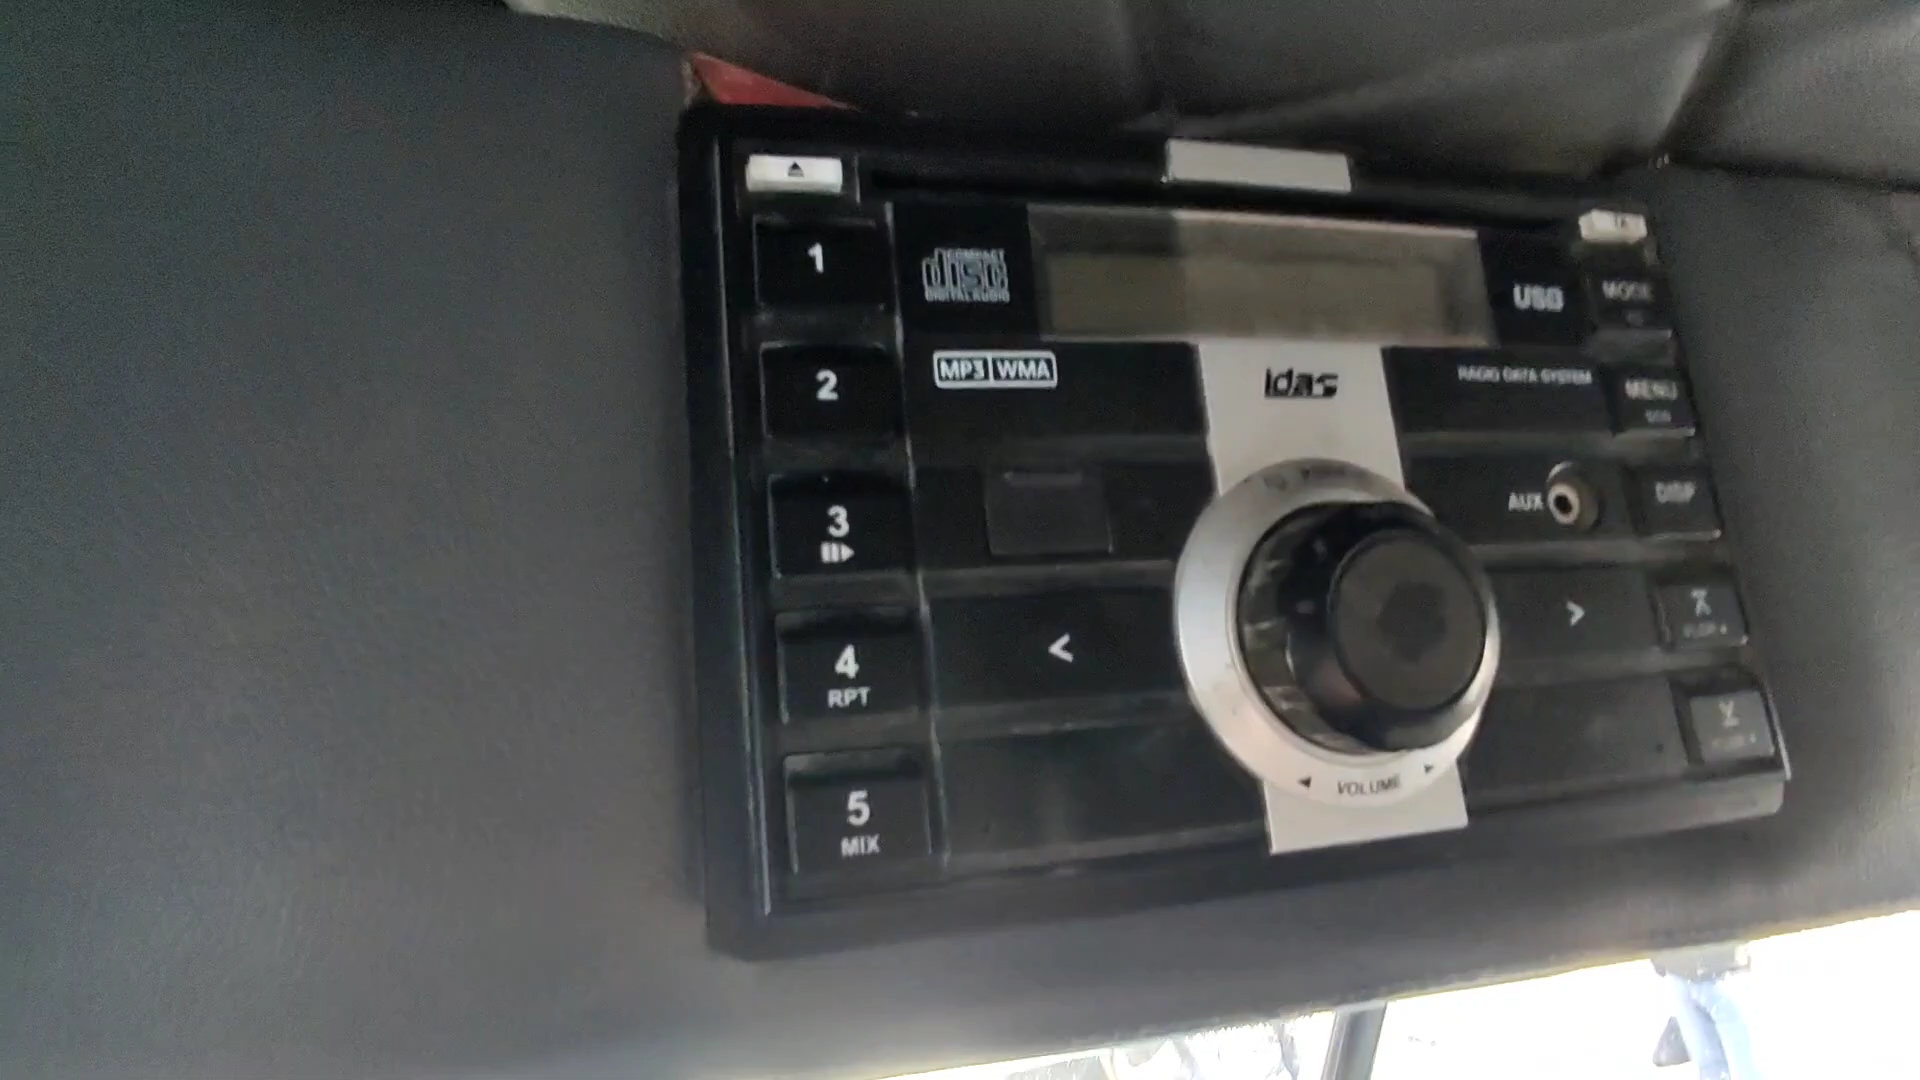 1
COMPACT
disc
DIGITAL AUDIO
USB
MODE
2
MP3 WMA
idas
RADIO DATA SYSTEM
MENU
3
AUX
DISP
<
>
4
RPT
VOLUME
5
MIX